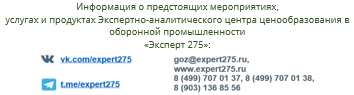 Информация о предстоящих мероприятиях,
услугах и продуктах Экспертно-аналитического центра ценообразования в
оборонной промышленности
«Эксперт 275»:
vk.com/expert275
goz@expert275.ru,
www.expert275.ru
t.me/expert275
8 (499) 707 01 37, 8 (499) 707 01 38,
8 (903) 136 85 56